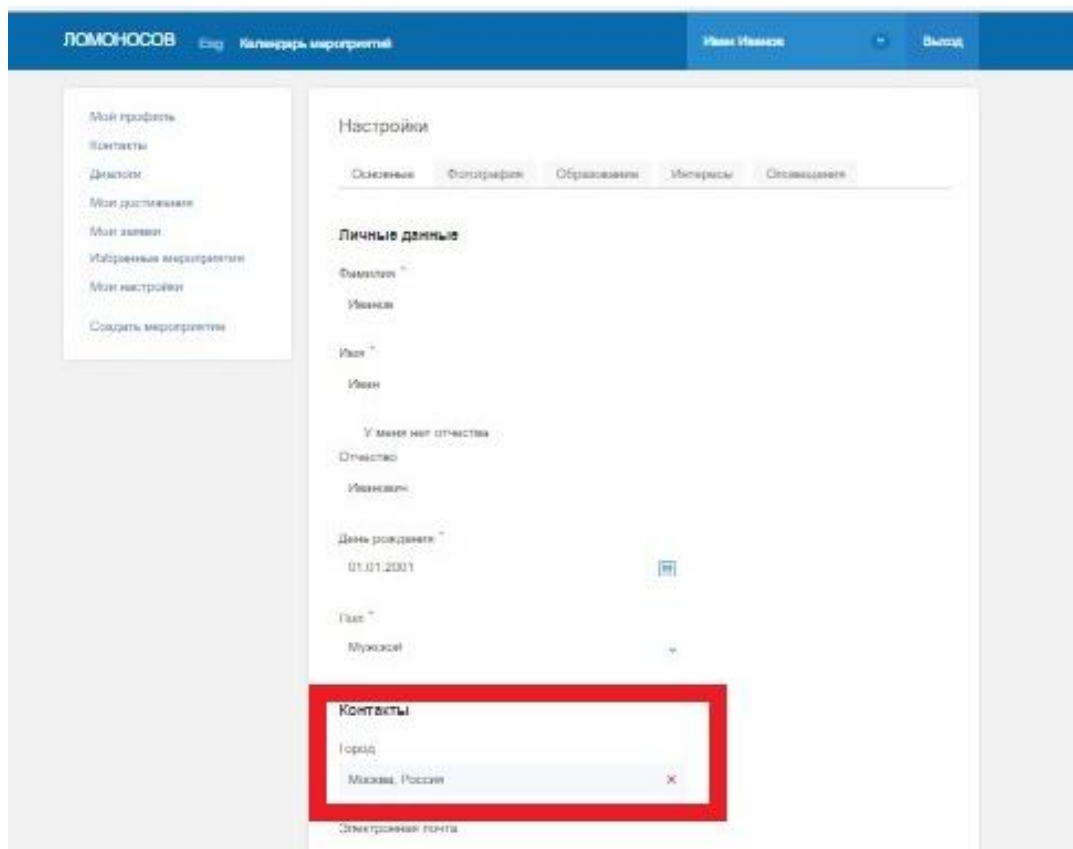 ЛОМОНОСОВ Eng Календарь мероприятий Иван Иванов Выход
Мой профиль
Контакты
Диалоги
Мои достижения
Мои заявки
Избранные мероприятия
Мои настройки
Создать мероприятие
Настройки
Основные Фотография Образование Интересы Оповещения
Личные данные
Фамилия *
Иванов
Имя *
Иван
У меня нет отчества
Отчество
Иванович
День рождения *
01.01.2001
Пол *
Мужской
Контакты
Город
Москва, Россия
Электронная почта